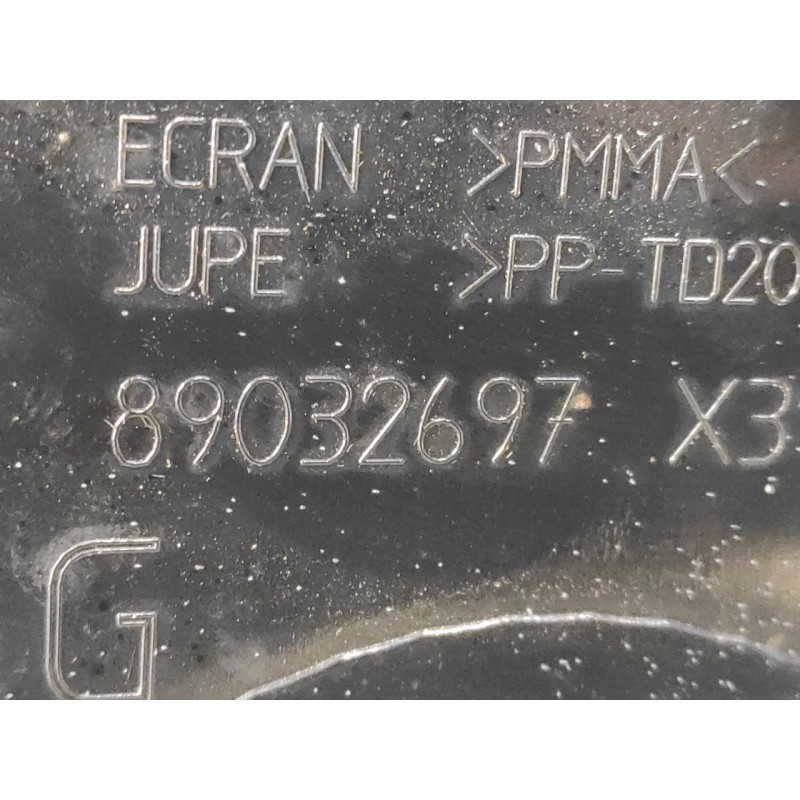 ECRAN >PMMA<
JUPE >PP-TD20
89032697 X3
G